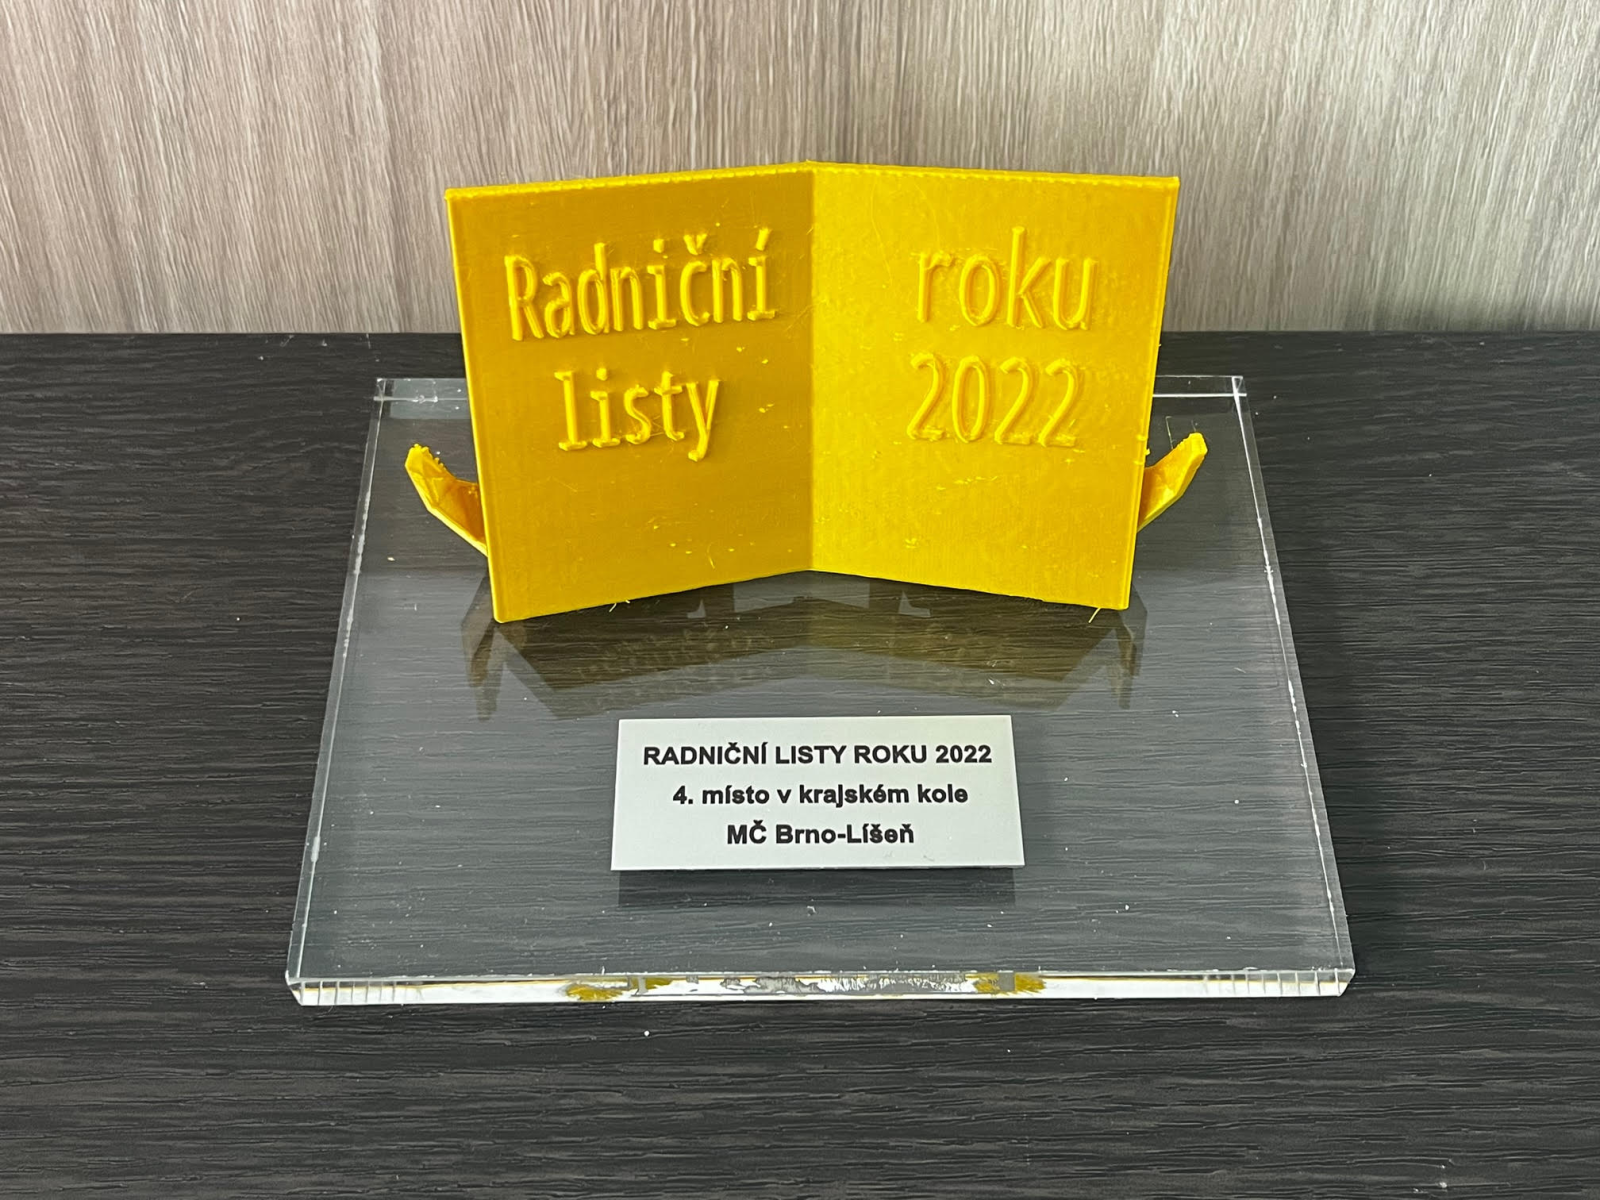 Radniční
listy
roku
2022
RADNIČNÍ LISTY ROKU 2022
4. místo v krajském kole
MČ Brno-Líšeň